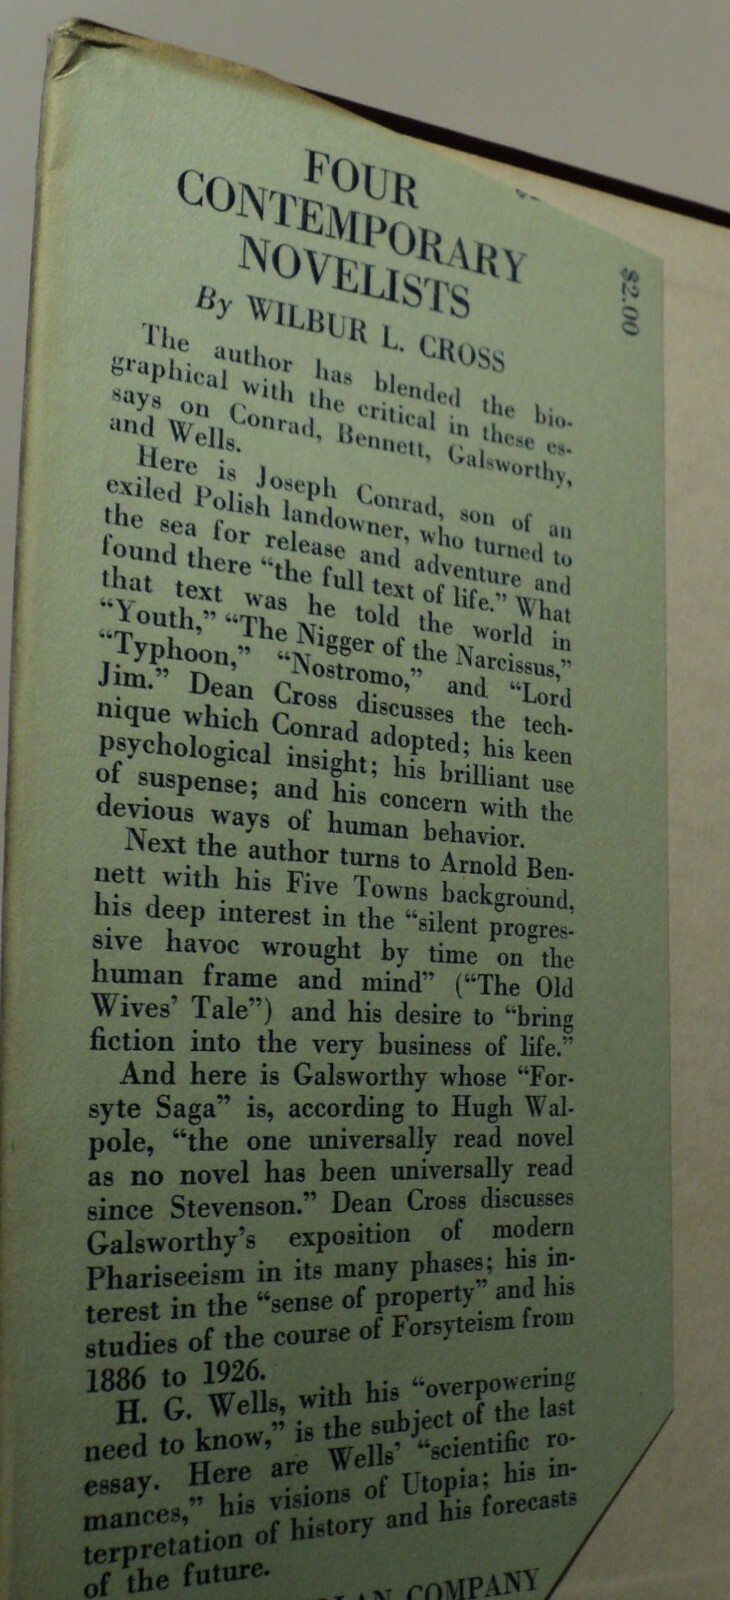 FOUR
CONTEMPORARY
NOVELISTS
By WILBUR L. CROSS
$2.00
The author has blended the bio-
graphical with the critical in these es-
says on Conrad, Bennett, Galsworthy,
and Wells.
Here is Joseph Conrad, son of an
exiled Polish landowner, who turned to
the sea for release and adventure and
found there “the full text of life.” What
that text was he told the world in
“Youth,” “The Nigger of the Narcissus,”
“Typhoon,” “Nostromo,” and “Lord
Jim.” Dean Cross discusses the tech-
nique which Conrad adopted; his keen
psychological insight; his brilliant use
of suspense; and his concern with the
devious ways of human behavior.
Next the author turns to Arnold Ben-
nett with his Five Towns background,
his deep interest in the “silent progres-
sive havoc wrought by time on the
human frame and mind” (“The Old
Wives’ Tale”) and his desire to “bring
fiction into the very business of life.”
And here is Galsworthy whose “For-
syte Saga” is, according to Hugh Wal-
pole, “the one universally read novel
as no novel has been universally read
since Stevenson.” Dean Cross discusses
Galsworthy’s exposition of modern
Phariseeism in its many phases; his in-
terest in the “sense of property” and his
studies of the course of Forsyteism from
1886 to 1926.
H. G. Wells, with his “overpowering
need to know,” is the subject of the last
essay. Here are Wells’ “scientific ro-
mances,” his visions of Utopia; his in-
terpretation of history and his forecasts
of the future.
COMPANY